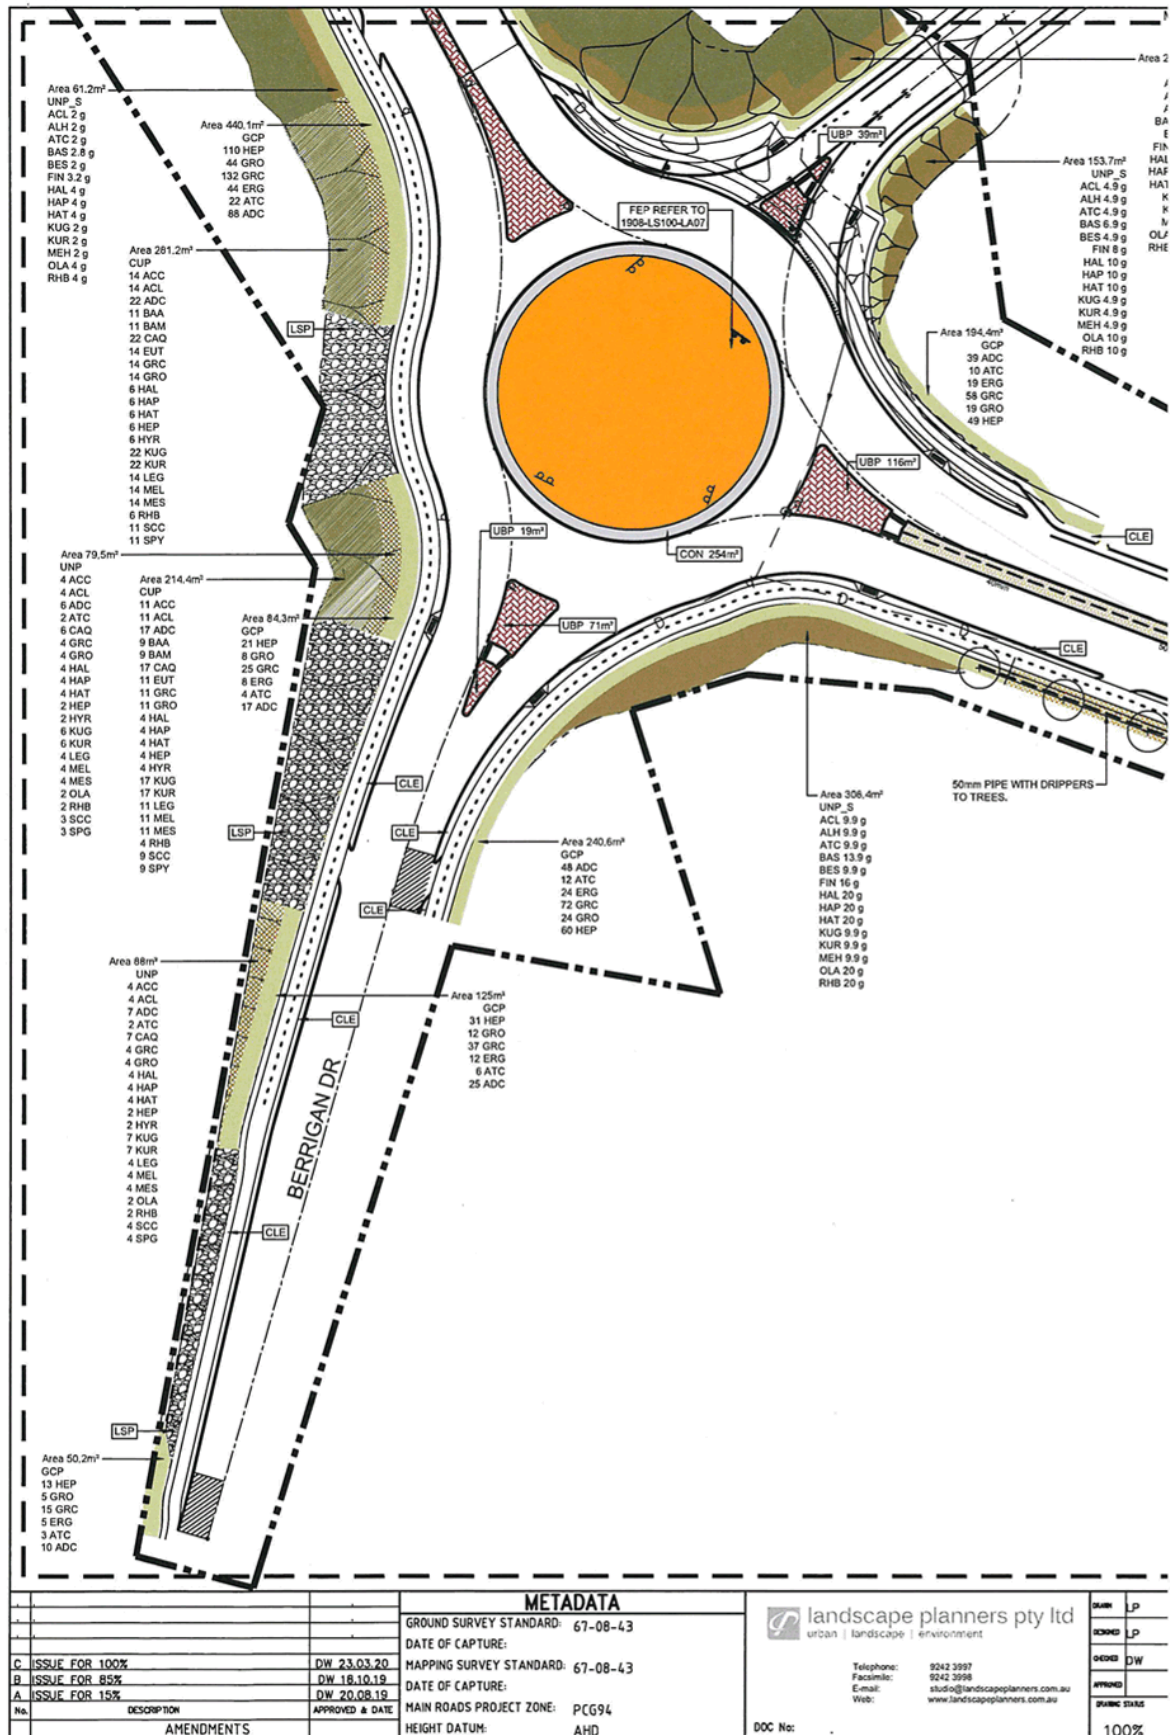 Area 61.2m²
UNP_S
ACL 2 g
ALH 2 g
ATC 2 g
BAS 2.8 g
BES 2 g
FIN 3.2 g
HAL 4 g
HAP 4 g
HAT 4 g
KUG 2 g
KUR 2 g
MEH 2 g
OLA 4 g
RHB 4 g
Area 440.1m²
GCP
110 HEP
44 GRO
132 GRC
44 ERG
22 ATC
88 ADC
Area 281.2m²
CUP
14 ACC
14 ACL
22 ADC
11 BAA
11 BAM
22 CAQ
14 EUT
14 GRC
14 GRO
6 HAL
6 HAP
6 HAT
6 HEP
6 HYR
22 KUG
22 KUR
14 LEG
14 MEL
14 MES
6 RHB
11 SCC
11 SPY
LSP
FEP REFER TO
1908-LS100-LA07
UBP 39m²
Area 2
Area 153.7m²
UNP_S
ACL 4.9 g
ALH 4.9 g
ATC 4.9 g
BAS 6.9 g
BES 4.9 g
FIN 8 g
HAL 10 g
HAP 10 g
HAT 10 g
KUG 4.9 g
KUR 4.9 g
MEH 4.9 g
OLA 10 g
RHB 10 g
BA
FIN
HAL
HAP
HAT
K
K
M
OLA
RHB
Area 194.4m²
GCP
39 ADC
10 ATC
19 ERG
58 GRC
19 GRO
49 HEP
UBP 116m²
CLE
UBP 19m²
CON 254m²
UBP 71m²
CLE
Area 79.5m²
UNP
4 ACC
4 ACL
6 ADC
2 ATC
6 CAQ
4 GRC
4 GRO
4 HAL
4 HAP
4 HAT
2 HEP
2 HYR
6 KUG
6 KUR
4 LEG
4 MEL
4 MES
2 OLA
2 RHB
3 SCC
3 SPG
Area 214.4m²
CUP
11 ACC
11 ACL
17 ADC
9 BAA
9 BAM
17 CAQ
11 EUT
11 GRC
11 GRO
4 HAL
4 HAP
4 HAT
4 HEP
4 HYR
17 KUG
17 KUR
11 LEG
11 MEL
11 MES
4 RHB
9 SCC
9 SPY
Area 84.3m²
GCP
21 HEP
8 GRO
25 GRC
8 ERG
4 ATC
17 ADC
CLE
LSP
CLE
CLE
50mm PIPE WITH DRIPPERS
TO TREES.
Area 308.4m²
UNP_S
ACL 9.9 g
ALH 9.9 g
ATC 9.9 g
BAS 13.9 g
BES 9.9 g
FIN 16 g
HAL 20 g
HAP 20 g
HAT 20 g
KUG 9.9 g
KUR 9.9 g
MEH 9.9 g
OLA 20 g
RHB 20 g
Area 240.6m²
GCP
48 ADC
12 ATC
24 ERG
72 GRC
24 GRO
60 HEP
Area 88m²
UNP
4 ACC
4 ACL
7 ADC
2 ATC
7 CAQ
4 GRC
4 GRO
4 HAL
4 HAP
4 HAT
2 HEP
2 HYR
7 KUG
7 KUR
4 LEG
4 MEL
4 MES
2 OLA
2 RHB
4 SCC
4 SPG
Area 125m²
GCP
31 HEP
12 GRO
37 GRC
12 ERG
6 ATC
25 ADC
CLE
BERRIGAN DR
CLE
LSP
Area 50.2m²
GCP
13 HEP
5 GRO
15 GRC
5 ERG
3 ATC
10 ADC
C ISSUE FOR 100% DW 23.03.20
B ISSUE FOR 85% DW 18.10.19
A ISSUE FOR 15% DW 20.08.19
No. DESCRIPTION APPROVED & DATE
AMENDMENTS
METADATA
GROUND SURVEY STANDARD: 67-08-43
DATE OF CAPTURE:
MAPPING SURVEY STANDARD: 67-08-43
DATE OF CAPTURE:
MAIN ROADS PROJECT ZONE: PCG94
HEIGHT DATUM: AHD
landscape planners pty ltd
urban | landscape | environment
Telephone: 9242 3997
Facsimile: 9242 3998
E-mail: studio@landscapeplanners.com.au
Web: www.landscapeplanners.com.au
DOC No:
DRAWN LP
DESIGNED LP
CHECKED DW
APPROVED
DRAWING STATUS
100%